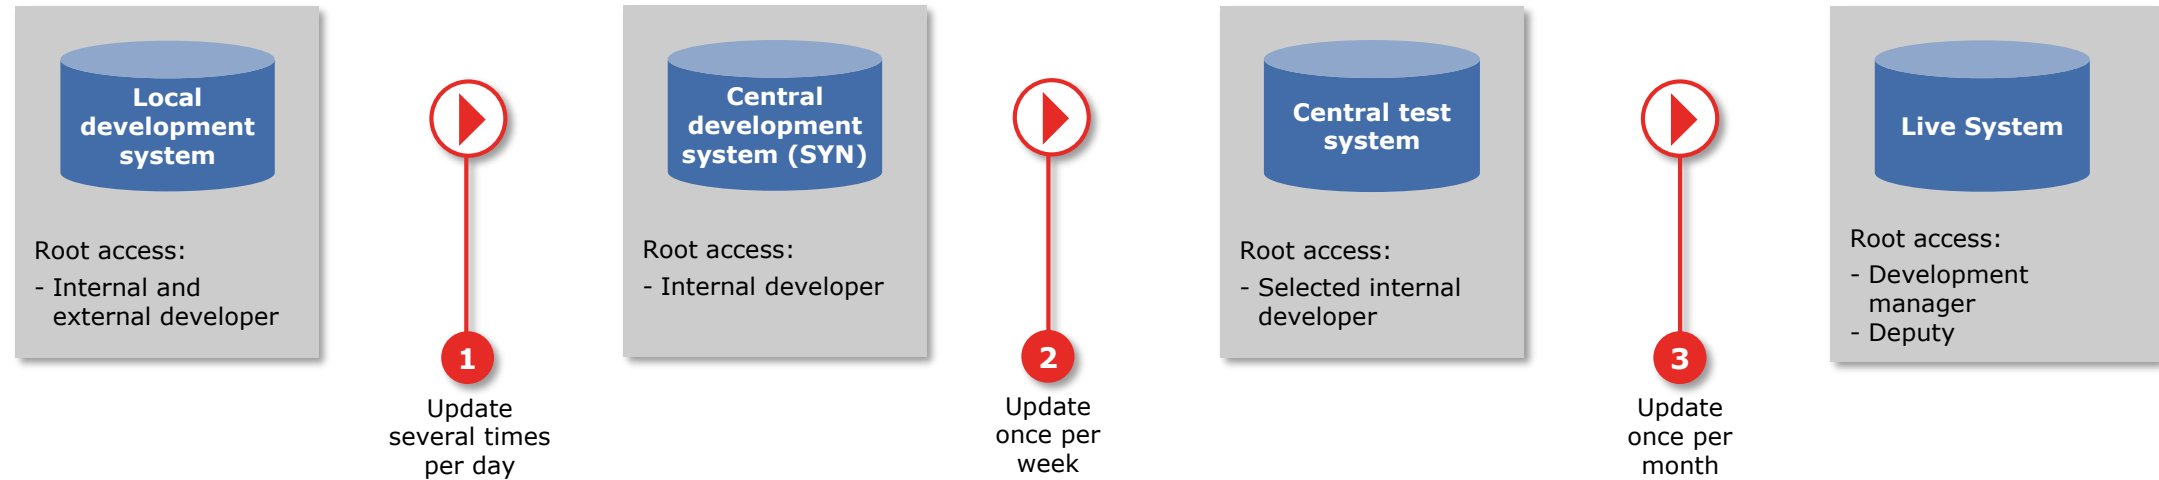 Local
development
system
Root access:
- Internal and
external developer
1
Update
several times
per day
Central
development
system (SYN)
Root access:
- Internal developer
2
Update
once per
week
Central test
system
Root access:
- Selected internal
developer
3
Update
once per
month
Live System
Root access:
- Development
manager
- Deputy